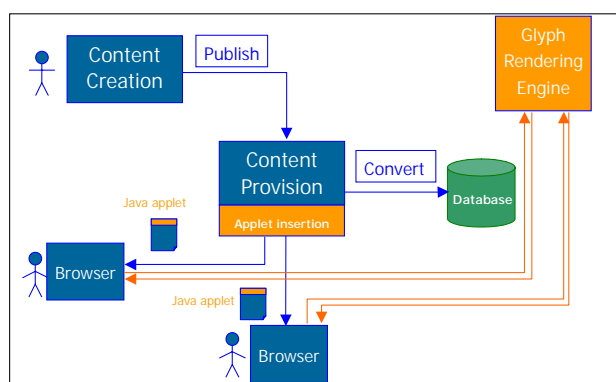 Content
Creation
Publish
Glyph
Rendering
Engine
Content
Provision
Convert
Database
Applet insertion
Java applet
Browser
Java applet
Browser